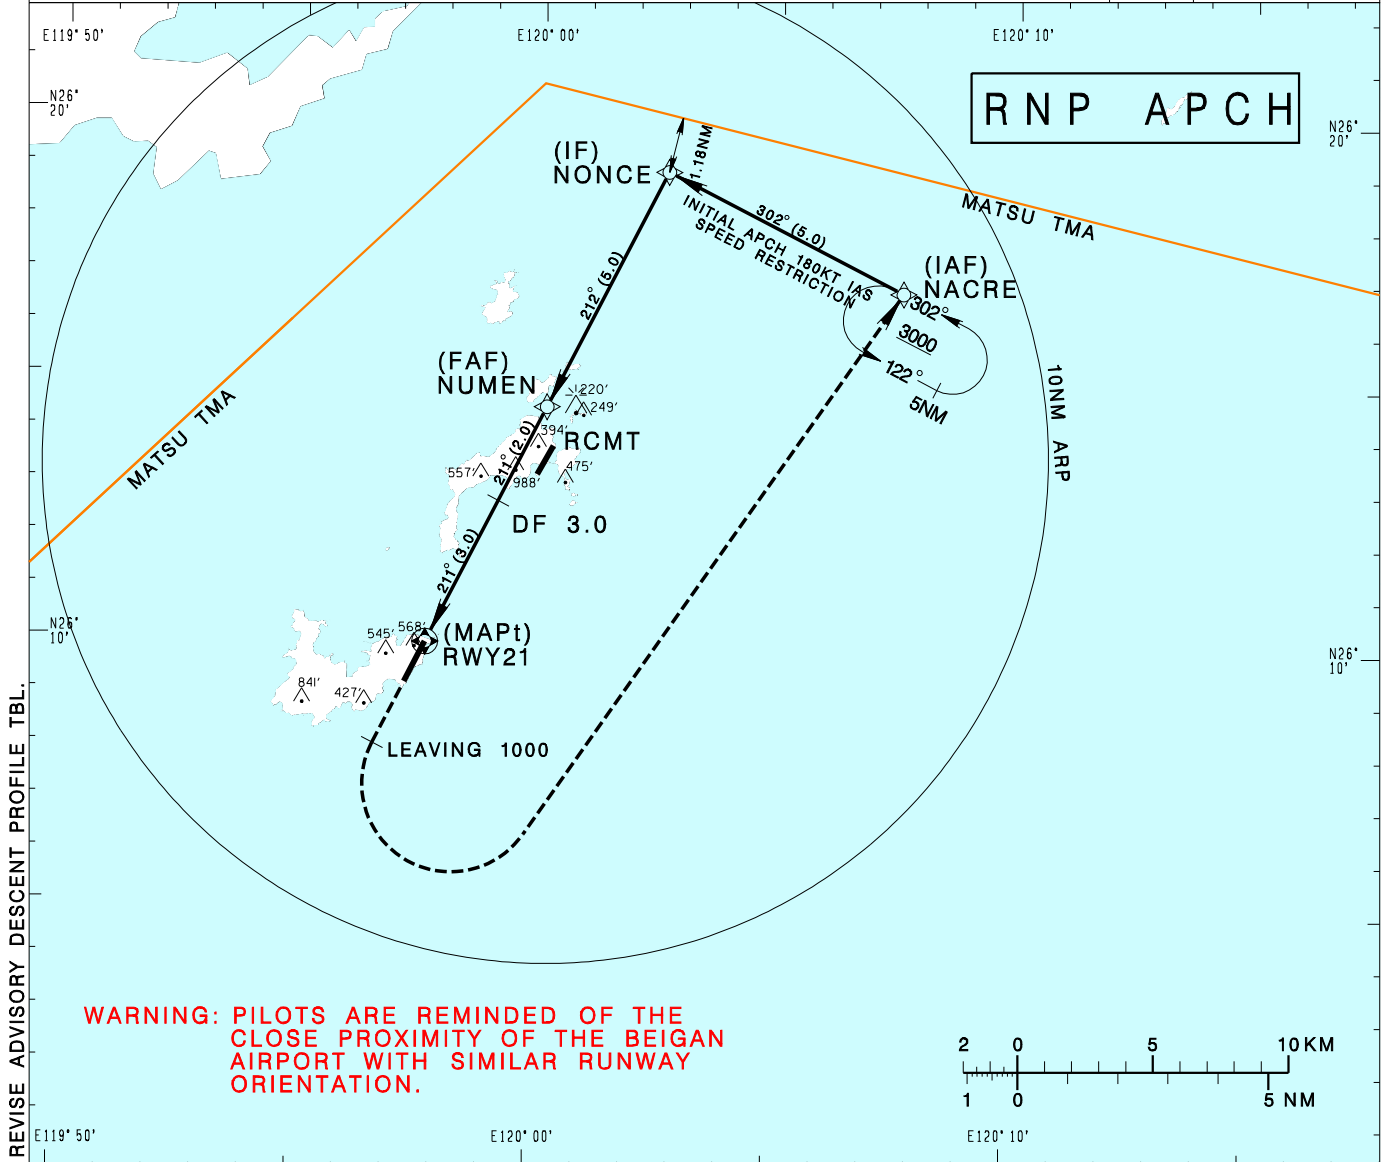 E119°50'
E120°00'
E120°10'
N26°
20'
RNP APCH
N26°
20'
(IF)
NONCE
1.18NM
302°(5.0)
INITIAL APCH 180KT IAS
SPEED RESTRICTION
MATSU TMA
(IAF)
NACRE
302°
3000
122°
5NM
212°(5.0)
(FAF)
NUMEN
220'
249'
394'
RCMT
211°(2.0)
557'
988'
475'
MATSU TMA
10NM ARP
DF 3.0
211°(3.0)
N26°
10'
N26°
10'
545'
568'
(MAPt)
RWY21
841'
427'
LEAVING 1000
REVISE ADVISORY DESCENT PROFILE TBL.
WARNING: PILOTS ARE REMINDED OF THE
CLOSE PROXIMITY OF THE BEIGAN
AIRPORT WITH SIMILAR RUNWAY
ORIENTATION.
2 0 5 10KM
1 0 5 NM
E119°50'
E120°00'
E120°10'